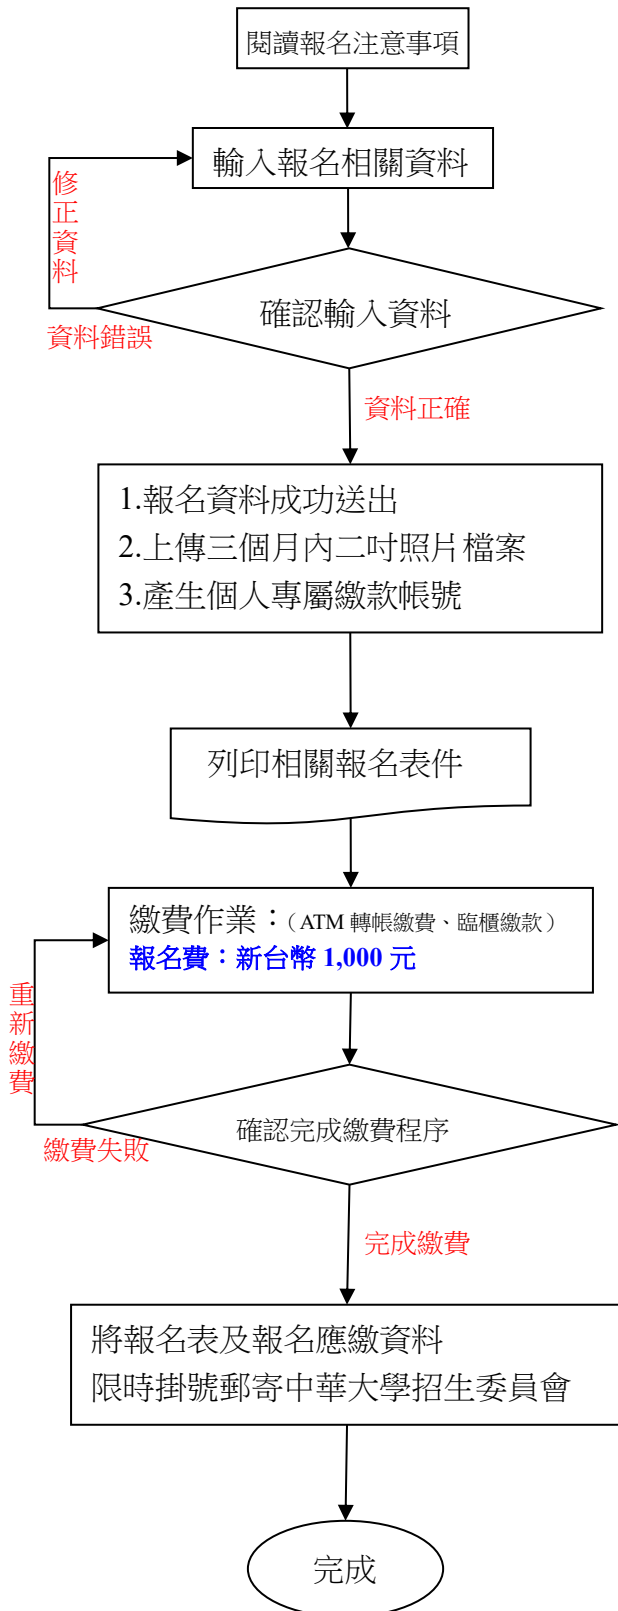 閱讀報名注意事項
輸入報名相關資料
修正資料
確認輸入資料
資料錯誤
資料正確
1.報名資料成功送出
2.上傳三個月內二吋照片檔案
3.產生個人專屬繳款帳號
列印相關報名表件
繳費作業：（ATM 轉帳繳費、臨櫃繳款）
報名費：新台幣 1,000 元
重新繳費
確認完成繳費程序
繳費失敗
完成繳費
將報名表及報名應繳資料
限時掛號郵寄中華大學招生委員會
完成